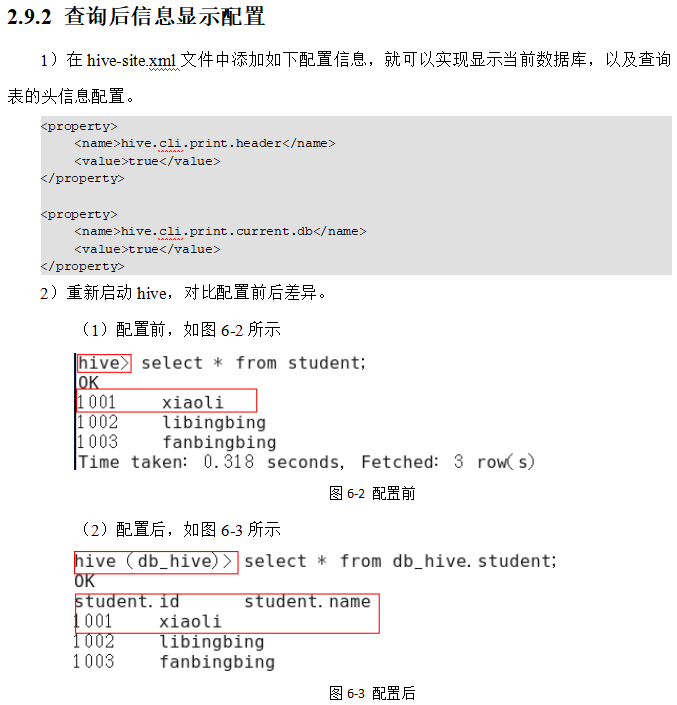 2.9.2 查询后信息显示配置
1）在 hive-site.xml 文件中添加如下配置信息，就可以实现显示当前数据库，以及查询
表的头信息配置。
<property>
<name>hive.cli.print.header</name>
<value>true</value>
</property>
<property>
<name>hive.cli.print.current.db</name>
<value>true</value>
</property>
2）重新启动 hive，对比配置前后差异。
（1）配置前，如图 6-2 所示
hive> select * from student;
OK
1001 xiaoli
1002 libingbing
1003 fanbingbing
Time taken: 0.318 seconds, Fetched: 3 row(s)
图 6-2 配置前
（2）配置后，如图 6-3 所示
hive (db_hive)> select * from db_hive.student;
OK
student.id student.name
1001 xiaoli
1002 libingbing
1003 fanbingbing
图 6-3 配置后